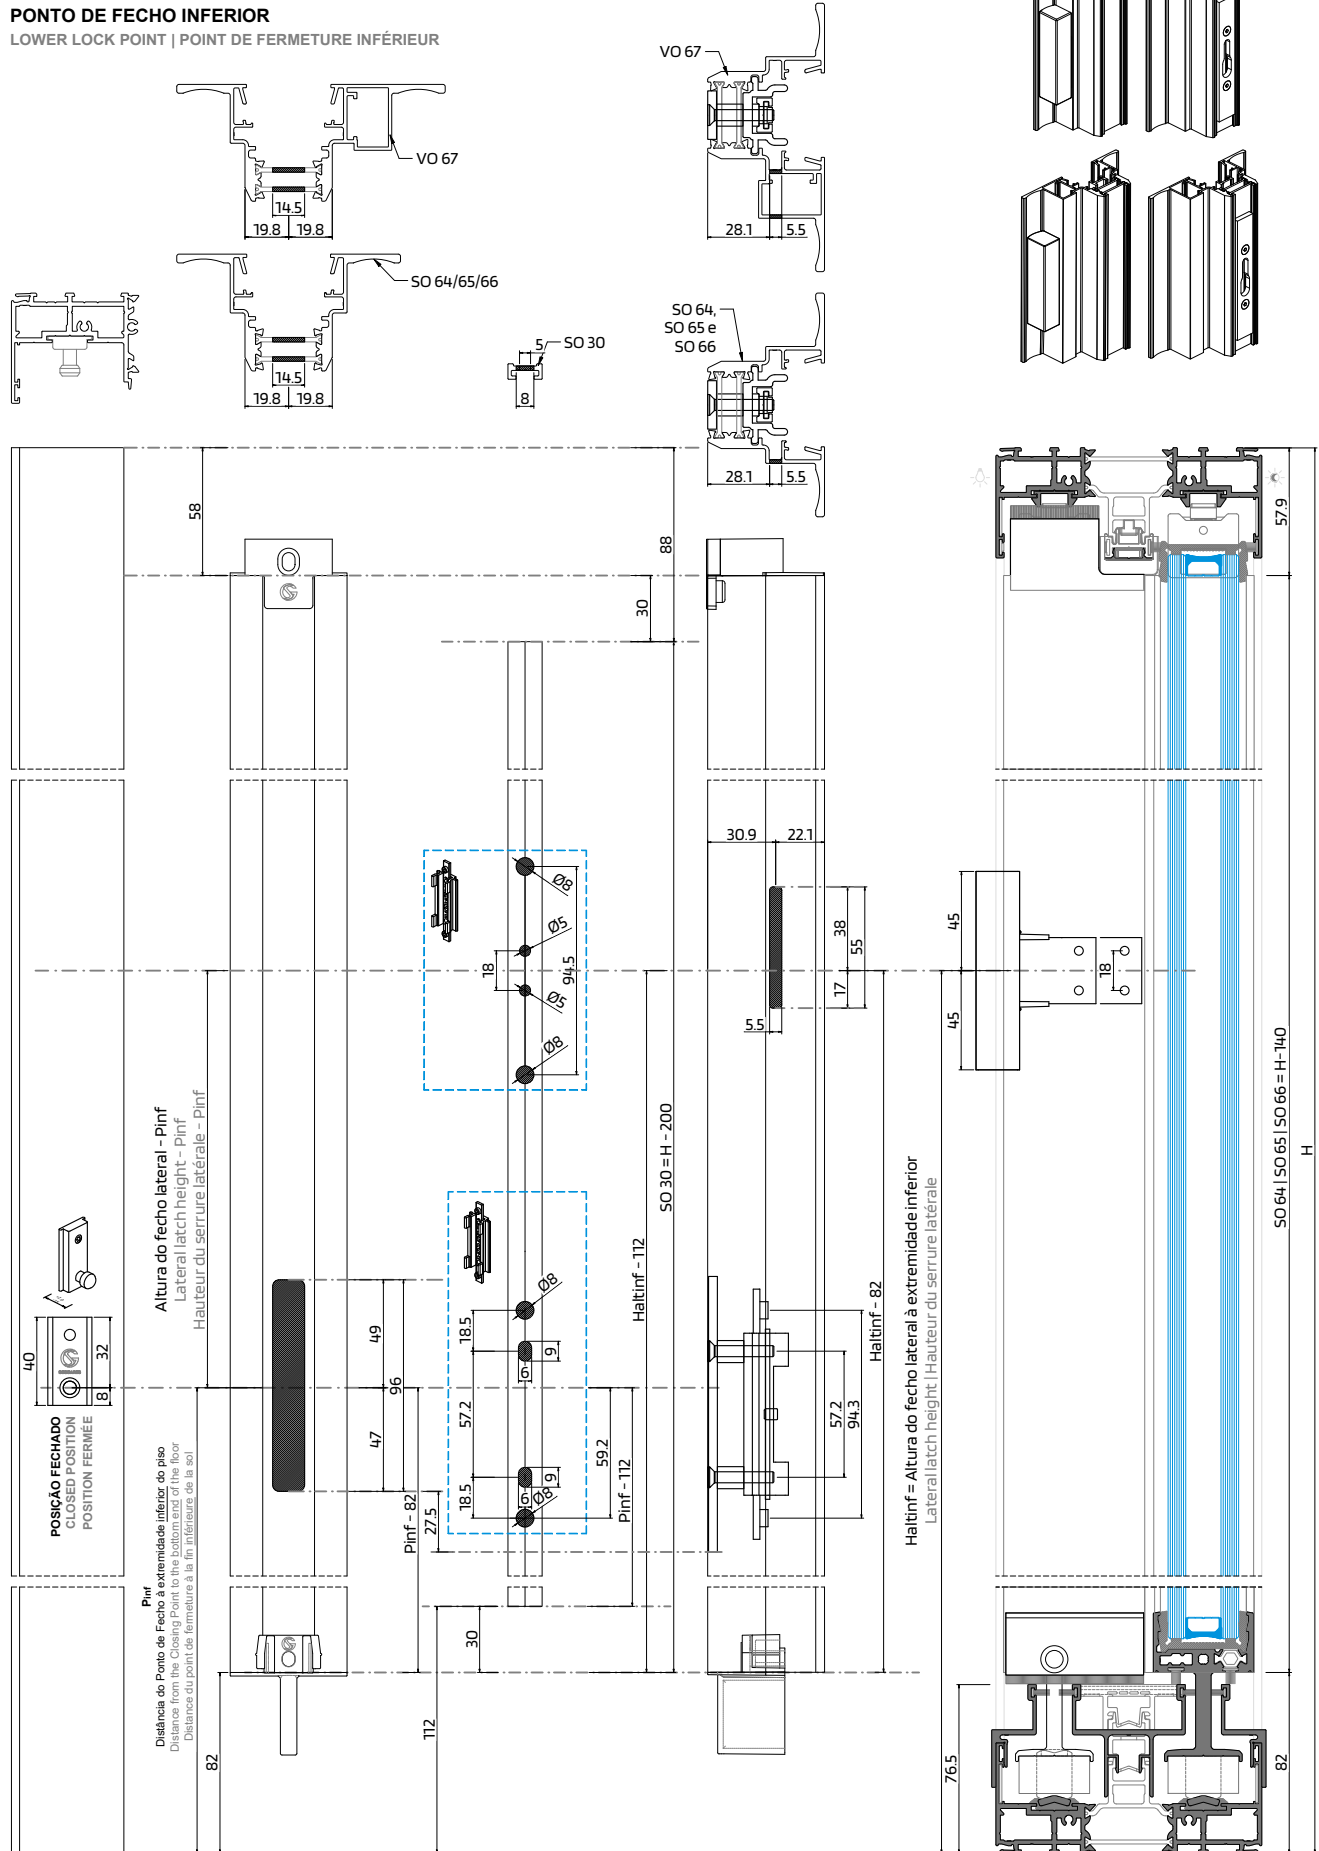 PONTO DE FECHO INFERIOR
LOWER LOCK POINT | POINT DE FERMETURE INFÉRIEUR
VO 67
14.5
19.8
19.8
VO 67
28.1
5.5
SO 64/65/66
14.5
19.8
19.8
5
SO 30
8
SO 64,
SO 65 e
SO 66
28.1
5.5
58
88
30
57.9
30.9
22.1
Ø8
Ø5
18
94.5
Ø5
Ø8
38
55
17
5.5
45
18
45
Altura do fecho lateral - Pinf
Lateral latch height - Pinf
Hauteur du serrure latérale - Pinf
SO 30 = H - 200
Haltinf - 112
Haltinf - 82
Haltinf = Altura do fecho lateral à extremidade inferior
Lateral latch height | Hauteur du serrure latérale
SO 64 | SO 65 | SO 66 = H-140
H
40
32
8
POSIÇÃO FECHADO
CLOSED POSITION
POSITION FERMÉE
49
96
47
27.5
Pinf - 82
Ø8
18.5
9
6
57.2
9
6
18.5
Ø8
59.2
Pinf - 112
57.2
94.3
Pinf
Distância do Ponto de Fecho à extremidade inferior do piso
Distance from the Closing Point to the bottom end of the floor
Distance du point de fermeture à la fin inférieure de la sol
30
82
112
76.5
82